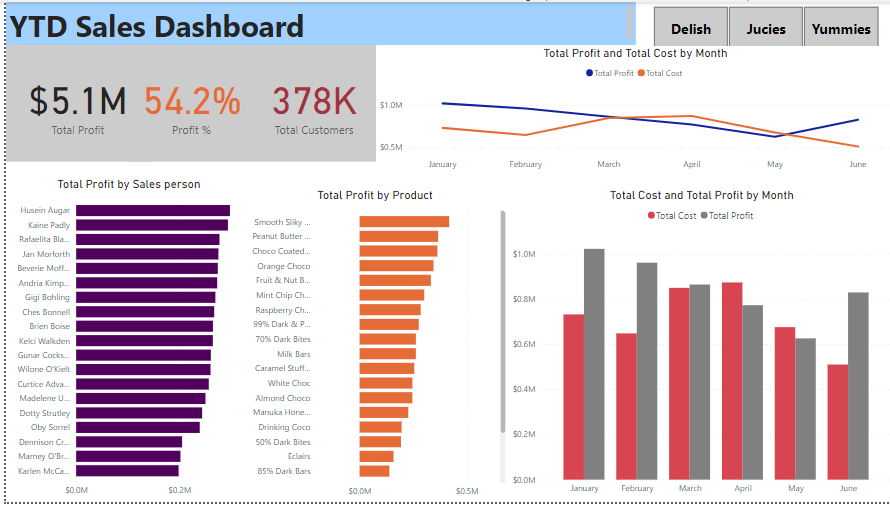 YTD Sales Dashboard
Delish
Jucies
Yummies
$5.1M
Total Profit
54.2%
Profit %
378K
Total Customers
Total Profit and Total Cost by Month
Total Profit
Total Cost
$1.0M
$0.5M
January
February
March
April
May
June
Total Profit by Sales person
Husein Augar
Kaine Padly
Rafaelita Bla...
Jan Morforth
Beverie Moff...
Andria Kimp...
Gigi Bohling
Ches Bonnell
Brien Boise
Kelci Walkden
Gunar Cocks...
Wilone O'Kielt
Curtice Adva...
Madelene U...
Dotty Strutley
Oby Sorrel
Dennison Cr...
Marney O'Br...
Karlen McCa...
$0.0M
$0.2M
Total Profit by Product
Smooth Sliky ...
Peanut Butter ...
Choco Coated...
Orange Choco
Fruit & Nut B...
Mint Chip Ch...
Raspberry Ch...
99% Dark & P...
70% Dark Bites
Milk Bars
Caramel Stuff...
White Choc
Almond Choco
Manuka Hone...
Drinking Coco
50% Dark Bites
Eclairs
85% Dark Bars
$0.0M
$0.5M
Total Cost and Total Profit by Month
Total Cost
Total Profit
$1.0M
$0.8M
$0.6M
$0.4M
$0.2M
$0.0M
January
February
March
April
May
June